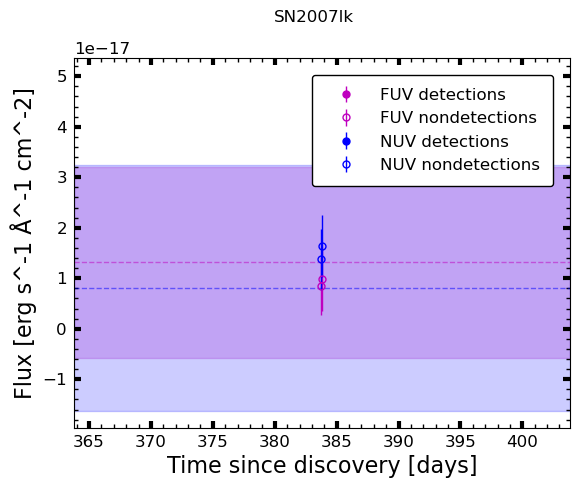 SN2007lk
1e−17
Flux [erg s^-1 Å^-1 cm^-2]
5
4
3
2
1
0
−1
FUV detections
FUV nondetections
NUV detections
NUV nondetections
365 370 375 380 385 390 395 400
Time since discovery [days]